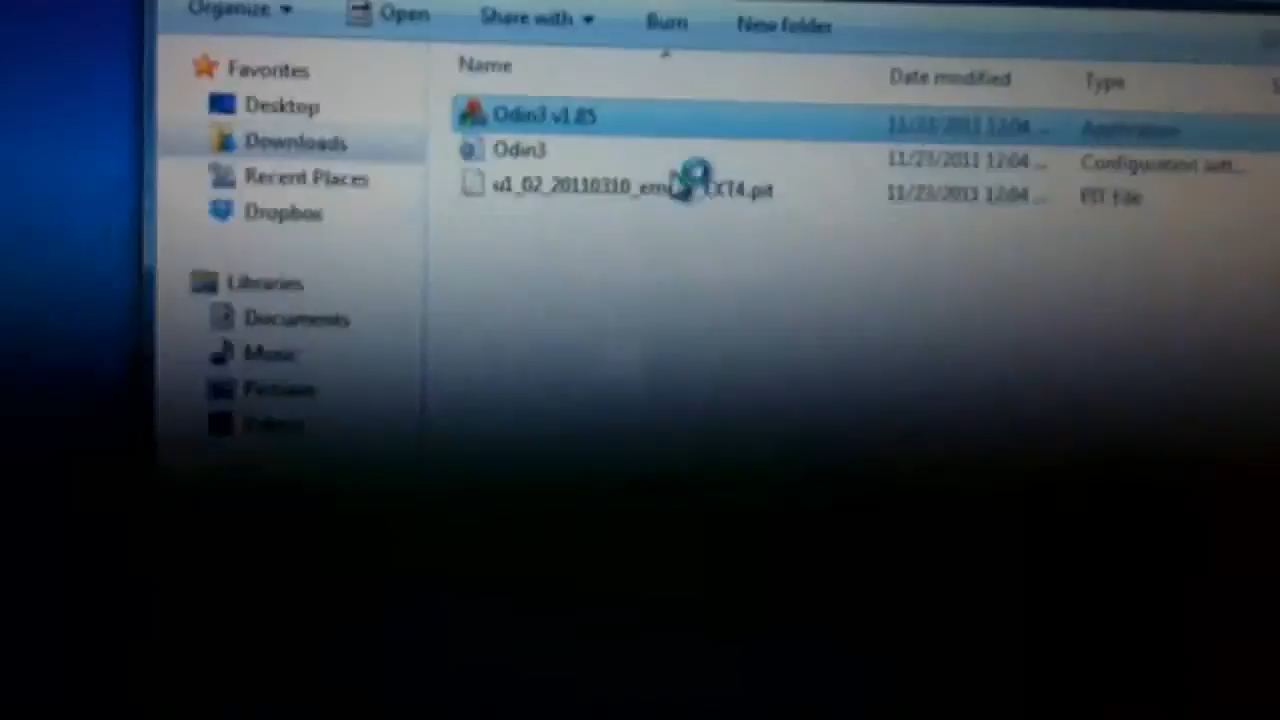 Organize Open Share with Burn New folder
Favorites
Desktop
Downloads
Recent Places
Dropbox
Libraries
Documents
Music
Pictures
Videos
Name Date modified Type
Odin3 v1.85 11/23/2011 12:04 ... Application
Odin3 11/23/2011 12:04 ... Configuration sett...
u1_02_20110310_em EXT4.pit 11/23/2011 12:04 ... PIT File